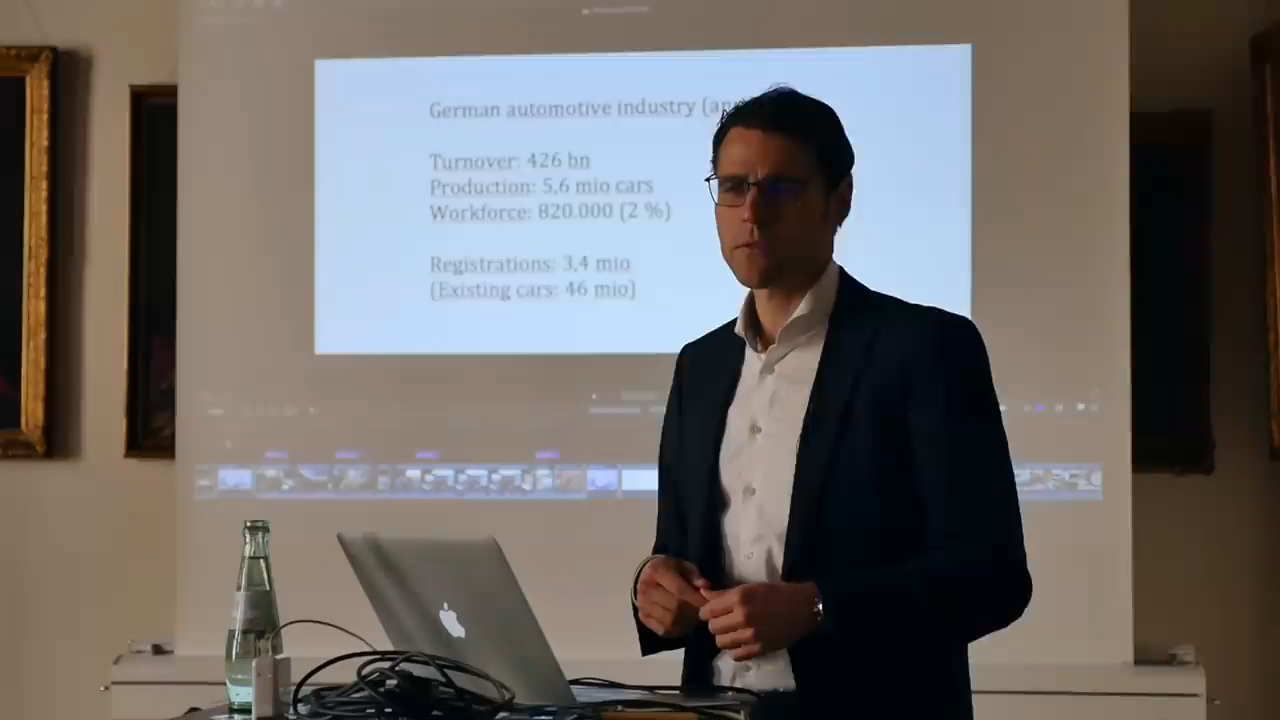 German automotive industry
Turnover: 426 bn
Production: 5,6 mio cars
Workforce: 820.000 (2 %)
Registrations: 3,4 mio
(Existing cars: 46 mio)